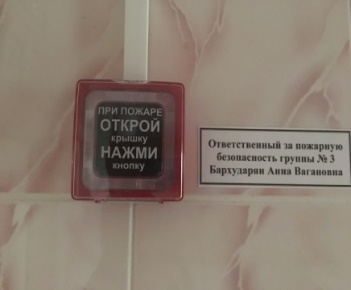 ПРИ ПОЖАРЕ
ОТКРОЙ
крышку
НАЖМИ
кнопку
Ответственный за пожарную
безопасность группы № 3
Бархударян Анна Вагановна